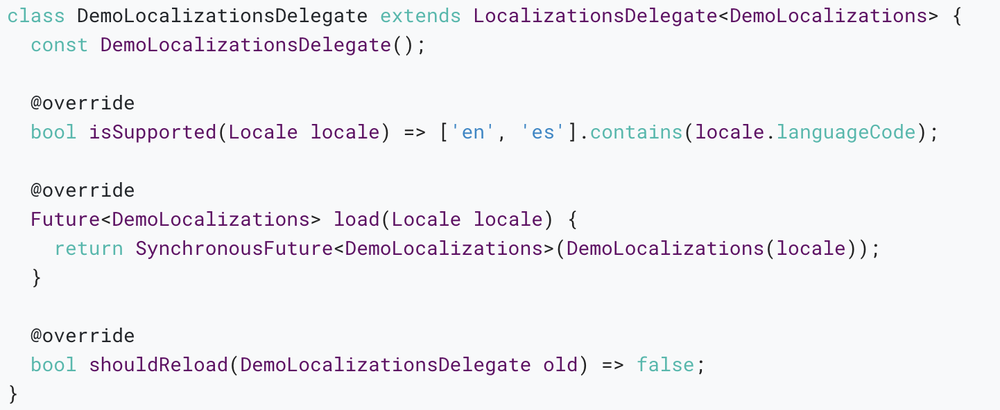 class DemoLocalizationsDelegate extends LocalizationsDelegate<DemoLocalizations> {
  const DemoLocalizationsDelegate();

  @override
  bool isSupported(Locale locale) => ['en', 'es'].contains(locale.languageCode);

  @override
  Future<DemoLocalizations> load(Locale locale) {
    return SynchronousFuture<DemoLocalizations>(DemoLocalizations(locale));
  }

  @override
  bool shouldReload(DemoLocalizationsDelegate old) => false;
}